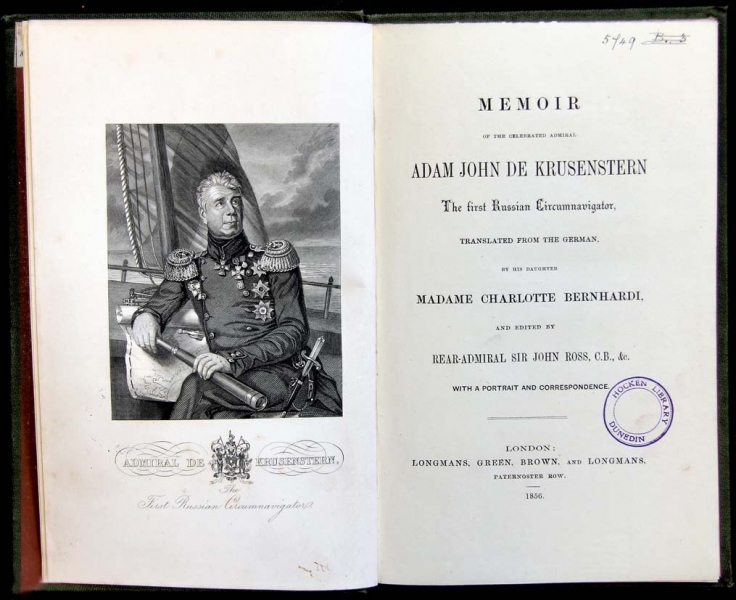 ADMIRAL DE KRUSENSTERN,
The
First Russian Circumnavigator
5749 B. 5
MEMOIR
OF THE CELEBRATED ADMIRAL
ADAM JOHN DE KRUSENSTERN
The first Russian Circumnavigator,
TRANSLATED FROM THE GERMAN,
BY HIS DAUGHTER
MADAME CHARLOTTE BERNHARDI,
AND EDITED BY
REAR-ADMIRAL SIR JOHN ROSS, C.B., &c.
WITH A PORTRAIT AND CORRESPONDENCE.
HOCKEN LIBRARY
DUNEDIN
LONDON:
LONGMANS, GREEN, BROWN, AND LONGMANS,
PATERNOSTER ROW.
1856.